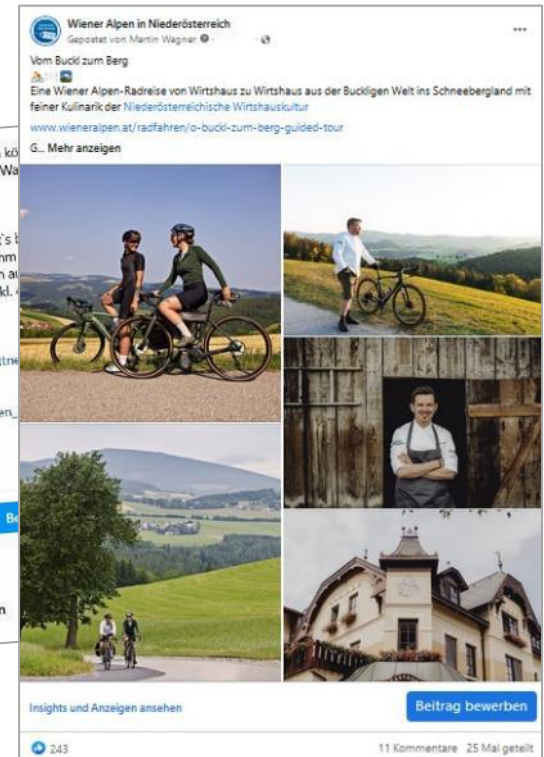 Wiener Alpen in Niederösterreich
Gepostet von Martin Wagner
Vom Buckl zum Berg
Eine Wiener Alpen-Radreise von Wirtshaus zu Wirtshaus aus der Buckligen Welt ins Schneebergland mit
feiner Kulinarik der Niederösterreichische Wirtshauskultur
www.wieneralpen.at/radfahren/o-buckl-zum-berg-guided-tour
G... Mehr anzeigen
Insights und Anzeigen ansehen
Beitrag bewerben
243
11 Kommentare 25 Mal geteilt